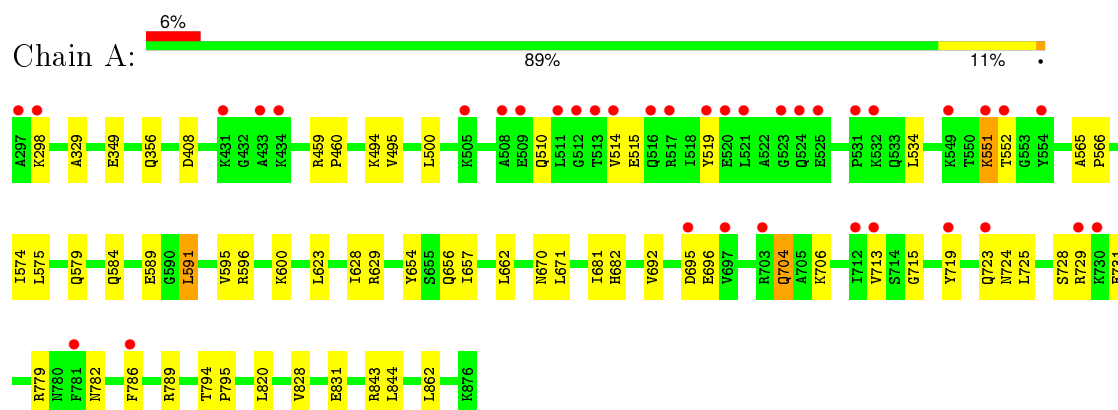 6%
Chain A:
89% 11% •
A297 K298 A329 E349 Q356 D408 K431 G432 A433 K434 R459 P460 K494 V495 L500 K505 A508 E509 Q510 L511 G512 T513 V514 E515 Q516 R517 I518 Y519 E520 L521 A522 G523 Q524 E525 P531 K532 Q533 L534 K549 T550 K551 T552 G553 Y554 A565 P566
I574 L575 Q579 Q584 E589 G590 L591 V595 R596 K600 L623 I628 R629 Y654 S655 Q656 I657 L662 N670 L671 I681 H682 V692 D695 E696 V697 R703 Q704 A705 K706 I712 V713 S714 G715 Y719 Q723 N724 L725 S728 R729 K730
R779 N780 F781 N782 F786 R789 T794 P795 L820 V828 E831 R843 L844 L862 K876